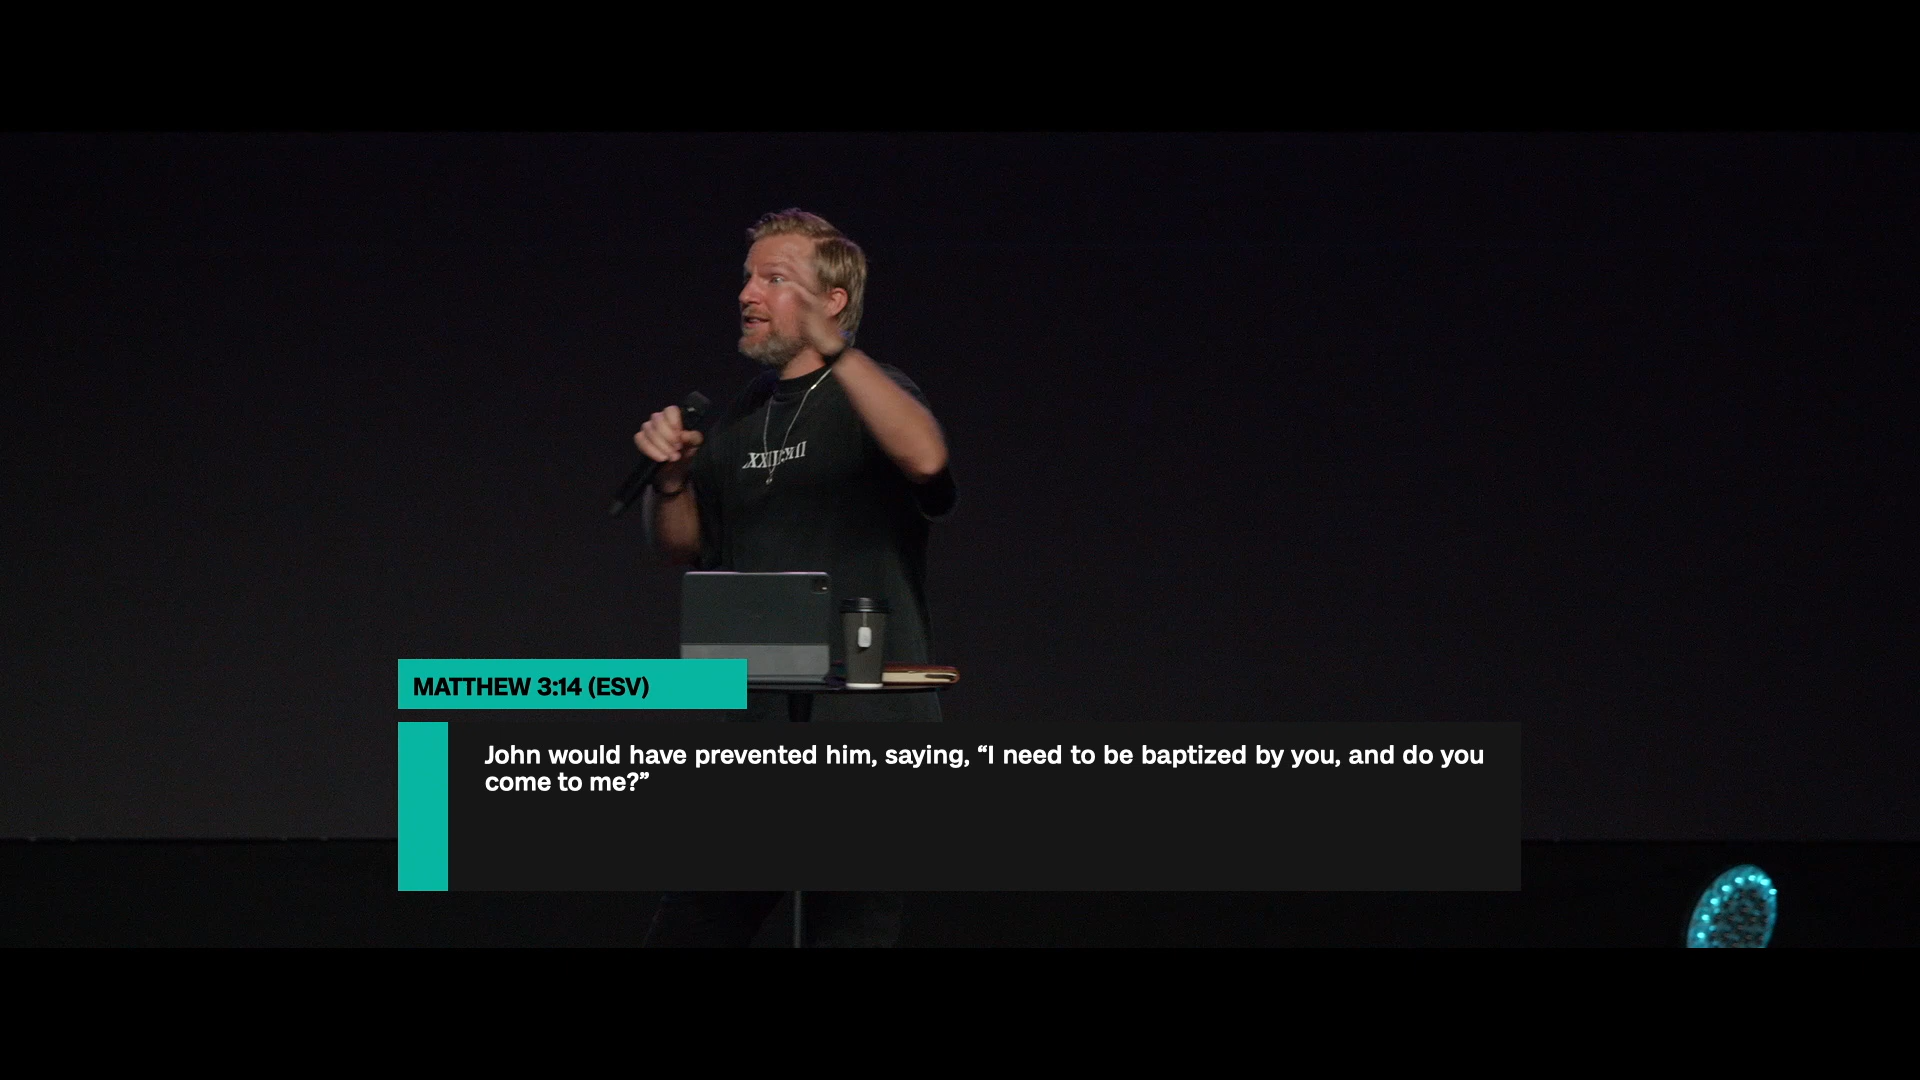 MATTHEW 3:14 (ESV)
John would have prevented him, saying, “I need to be baptized by you, and do you
come to me?”